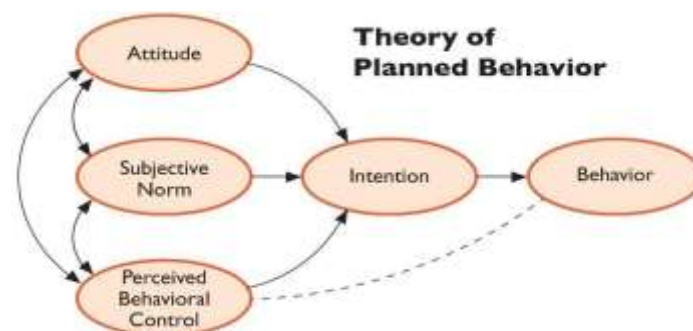 Theory of
Planned Behavior
Attitude
Subjective
Norm
Intention
Behavior
Perceived
Behavioral
Control